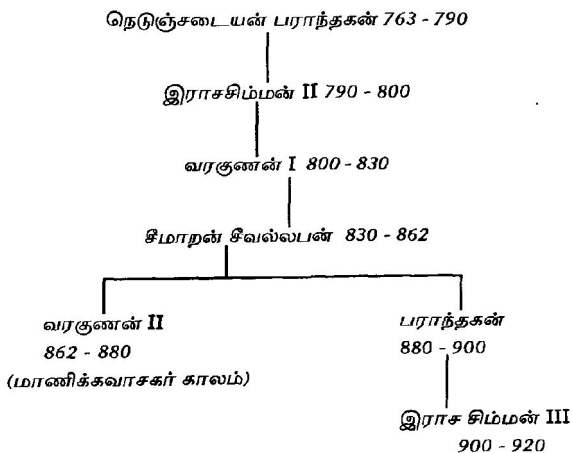 நெடுஞ்சடையன் பராந்தகன் 763 - 790
இராசசிம்மன் II 790 - 800
வரகுணன் I 800 - 830
சீமாறன் சீவல்லபன் 830 - 862
வரகுணன் II
862 - 880
(மாணிக்கவாசகர் காலம்)
பராந்தகன்
880 - 900
இராச சிம்மன் III
900 - 920